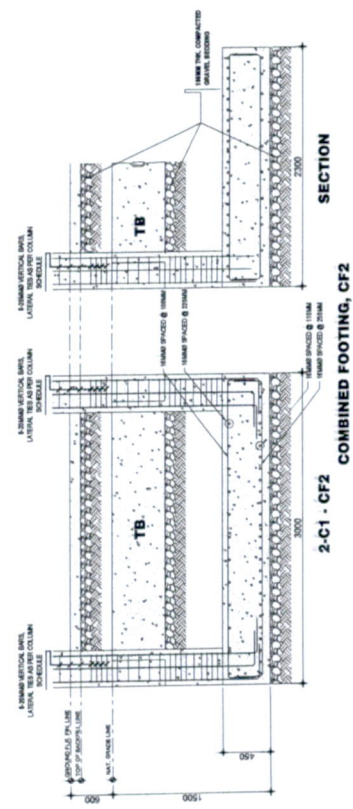 8-20MMØ VERTICAL BARS,
LATERAL TIES AS PER COLUMN
SCHEDULE
8-20MMØ VERTICAL BARS,
LATERAL TIES AS PER COLUMN
SCHEDULE
8-20MMØ VERTICAL BARS,
LATERAL TIES AS PER COLUMN
SCHEDULE
100MM THK. COMPACTED
GRAVEL BEDDING
GROUND FLR. FIN. LINE
TOP OF BACKFILL LINE
NAT. GRADE LINE
600
1500
450
TB
TB
16MMØ SPACED @ 100MM
16MMØ SPACED @ 225MM
16MMØ SPACED @ 110MM
16MMØ SPACED @ 250MM
3000
2300
2-C1 - CF2
SECTION
COMBINED FOOTING, CF2